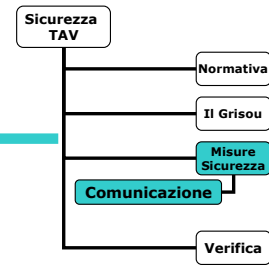 Sicurezza
TAV
Normativa
Il Grisou
Misure
Sicurezza
Comunicazione
Verifica